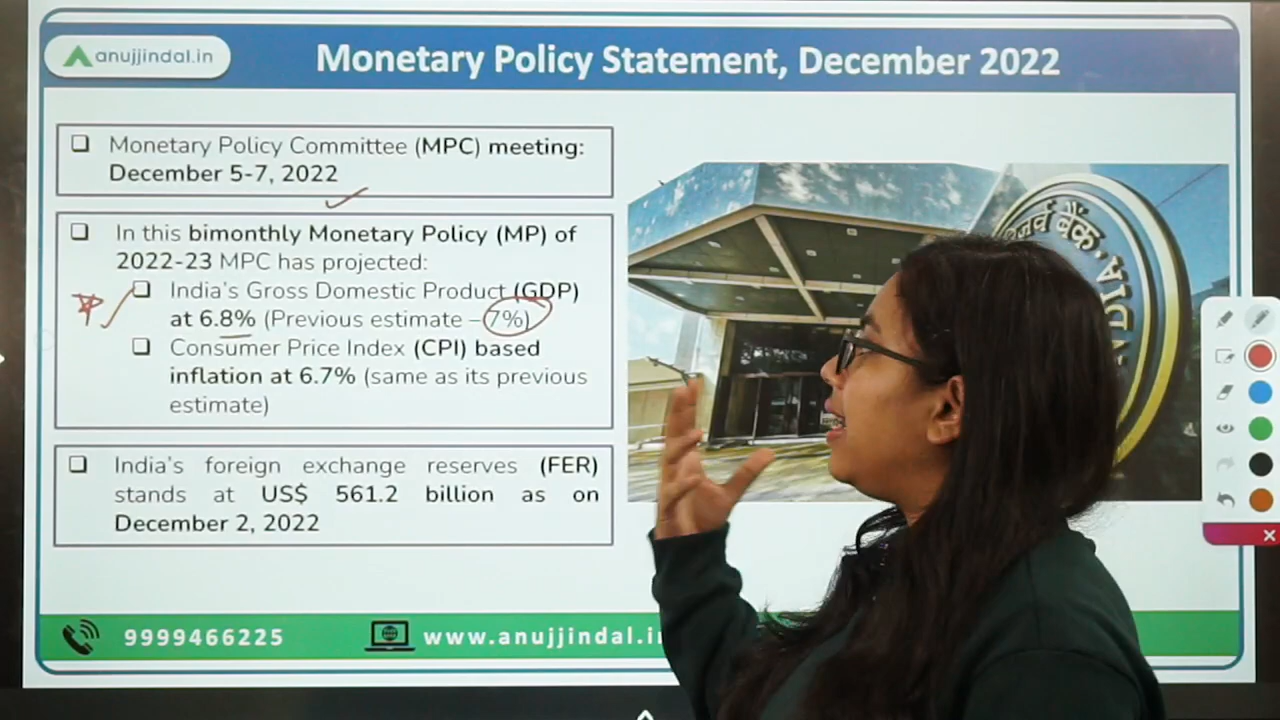 anujjindal.in
Monetary Policy Statement, December 2022
❑ Monetary Policy Committee (MPC) meeting:
December 5-7, 2022
❑ In this bimonthly Monetary Policy (MP) of
2022-23 MPC has projected:
❑ India's Gross Domestic Product (GDP)
at 6.8% (Previous estimate – 7%)
❑ Consumer Price Index (CPI) based
inflation at 6.7% (same as its previous
estimate)
❑ India's foreign exchange reserves (FER)
stands at US$ 561.2 billion as on
December 2, 2022
बैंक
9999466225
www.anujjindal.i